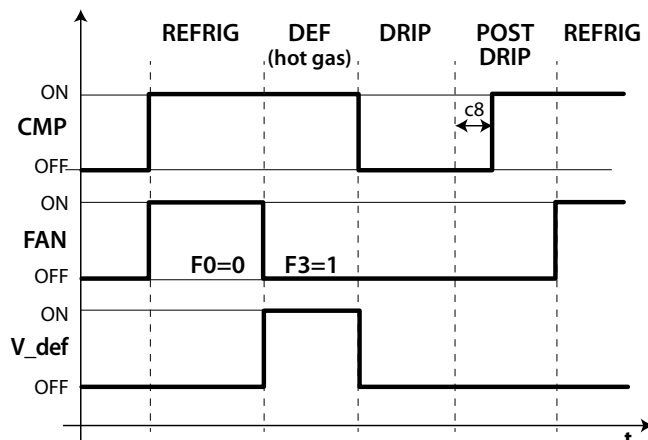 REFRIG DEF DRIP POST REFRIG
(hot gas) DRIP
ON
c8
CMP
OFF
ON
FAN
F0=0 F3=1
OFF
ON
V_def
OFF
t